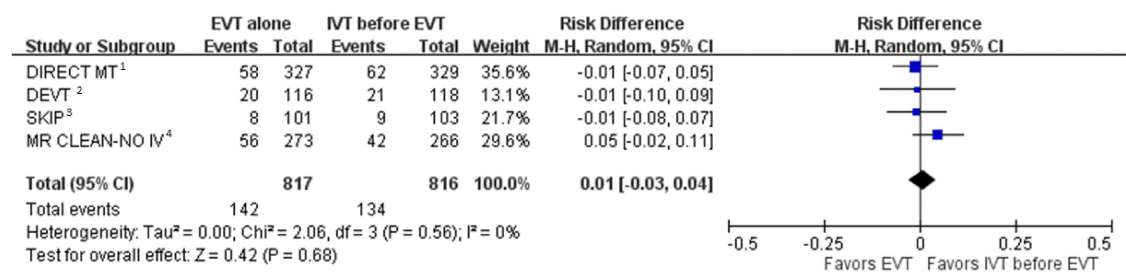 EVT alone IVT before EVT Risk Difference Risk Difference
Study or Subgroup Events Total Events Total Weight M-H, Random, 95% CI M-H, Random, 95% CI
DIRECT MT¹ 58 327 62 329 35.6% -0.01 [-0.07, 0.05]
DEVT ² 20 116 21 118 13.1% -0.01 [-0.10, 0.09]
SKIP³ 8 101 9 103 21.7% -0.01 [-0.08, 0.07]
MR CLEAN-NO IV⁴ 56 273 42 266 29.6% 0.05 [-0.02, 0.11]
Total (95% CI) 817 816 100.0% 0.01 [-0.03, 0.04]
Total events 142 134
Heterogeneity: Tau² = 0.00; Chi² = 2.06, df = 3 (P = 0.56); I² = 0%
Test for overall effect: Z = 0.42 (P = 0.68)
-0.5 -0.25 0 0.25 0.5
Favors EVT Favors IVT before EVT